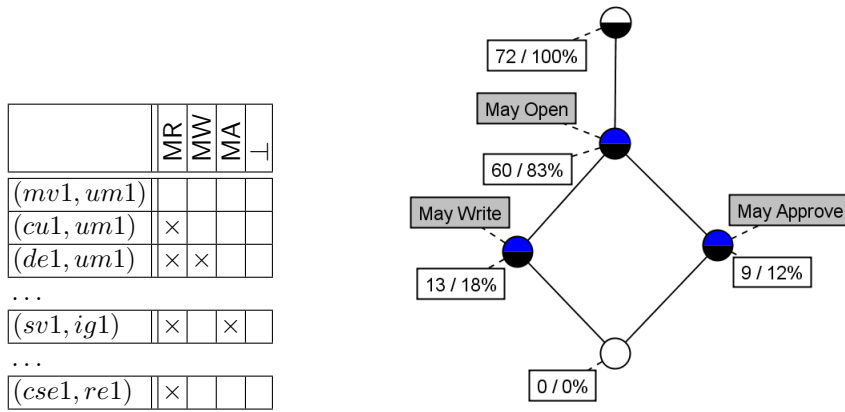 MR MW MA ⊥
(mv1, um1)
(cu1, um1) ×
(de1, um1) × ×
...
(sv1, ig1) × ×
...
(cse1, re1) ×
72 / 100%
May Open
60 / 83%
May Write
May Approve
13 / 18%
9 / 12%
0 / 0%